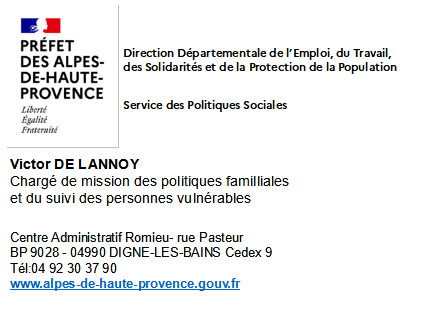 PRÉFET
DES ALPES-
DE-HAUTE-
PROVENCE
Liberté
Égalité
Fraternité
Direction Départementale de l'Emploi, du Travail,
des Solidarités et de la Protection de la Population
Service des Politiques Sociales
Victor DE LANNOY
Chargé de mission des politiques familliales
et du suivi des personnes vulnérables
Centre Administratif Romieu- rue Pasteur
BP 9028 - 04990 DIGNE-LES-BAINS Cedex 9
Tél:04 92 30 37 90
www.alpes-de-haute-provence.gouv.fr